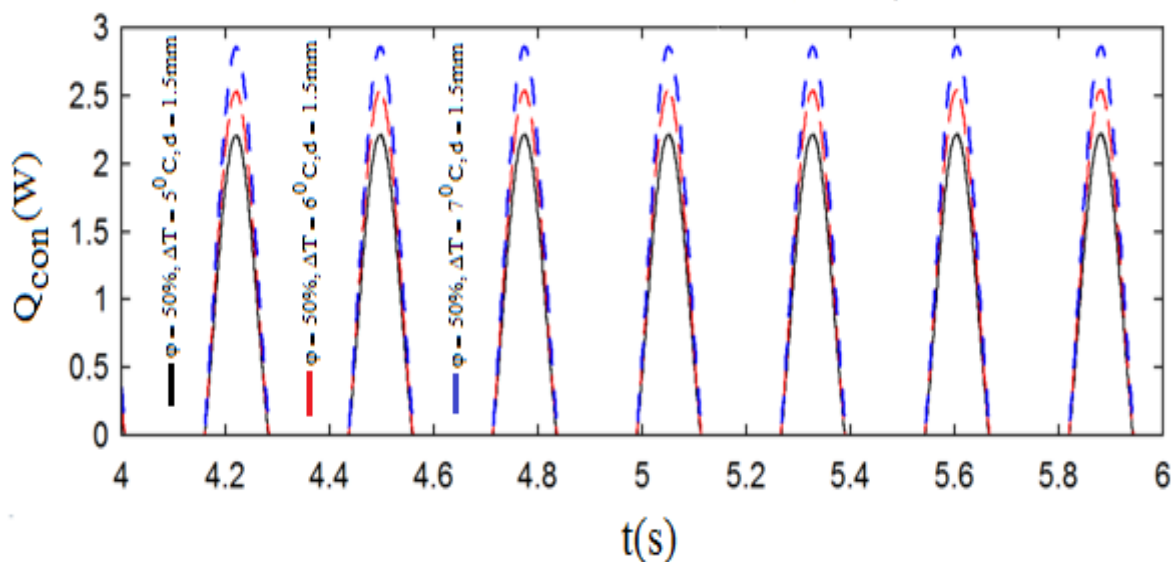 3
2.5
2
1.5
1
0.5
0
Q con (W)
φ = 50%, ΔT = 5⁰C,d = 1.5mm
φ = 50%, ΔT = 6⁰C,d = 1.5mm
φ = 50%, ΔT = 7⁰C,d = 1.5mm
4 4.2 4.4 4.6 4.8 5 5.2 5.4 5.6 5.8 6
t(s)